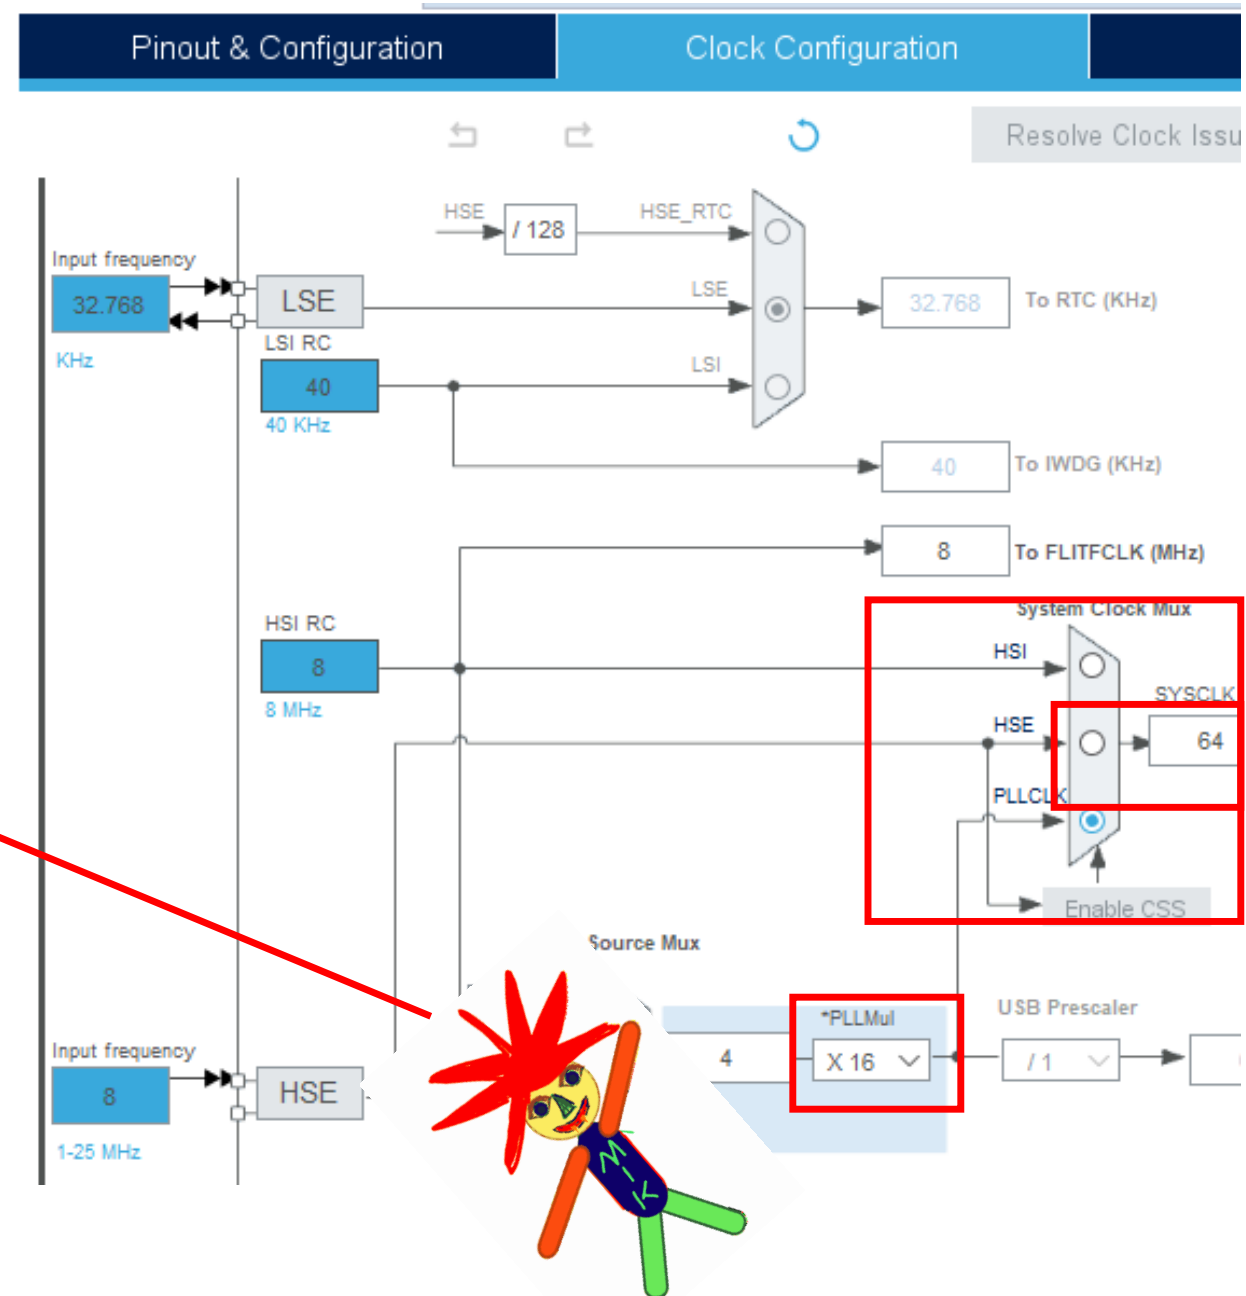 Pinout & Configuration
Clock Configuration
Resolve Clock Issu
HSE
/ 128
HSE_RTC
Input frequency
32.768
KHz
LSE
LSE
32.768
To RTC (KHz)
LSI RC
40
40 KHz
LSI
40
To IWDG (KHz)
8
To FLITFCLK (MHz)
System Clock Mux
HSI RC
8
8 MHz
HSI
SYSCLK
HSE
64
PLLCLK
Enable CSS
Source Mux
*PLLMul
USB Prescaler
Input frequency
8
1-25 MHz
HSE
4
X 16
/ 1
MIK